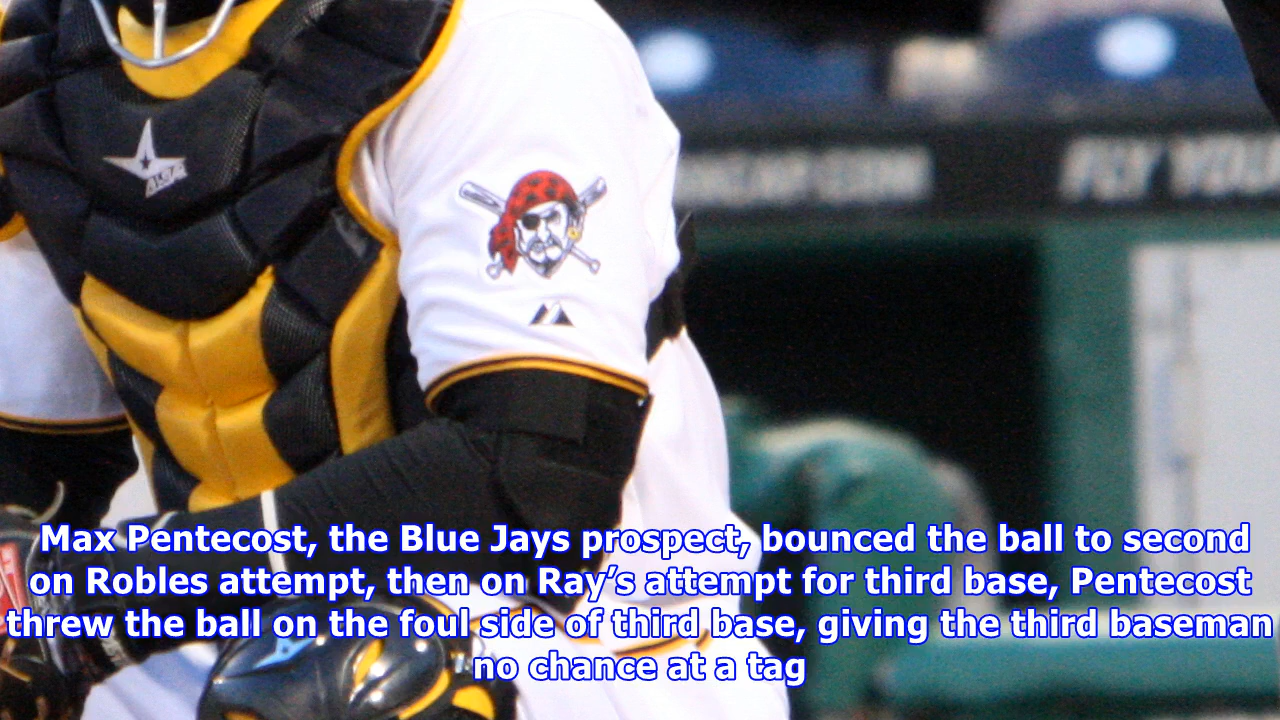 FLY YOU
Max Pentecost, the Blue Jays prospect, bounced the ball to second
on Robles attempt, then on Ray’s attempt for third base, Pentecost
threw the ball on the foul side of third base, giving the third baseman
no chance at a tag